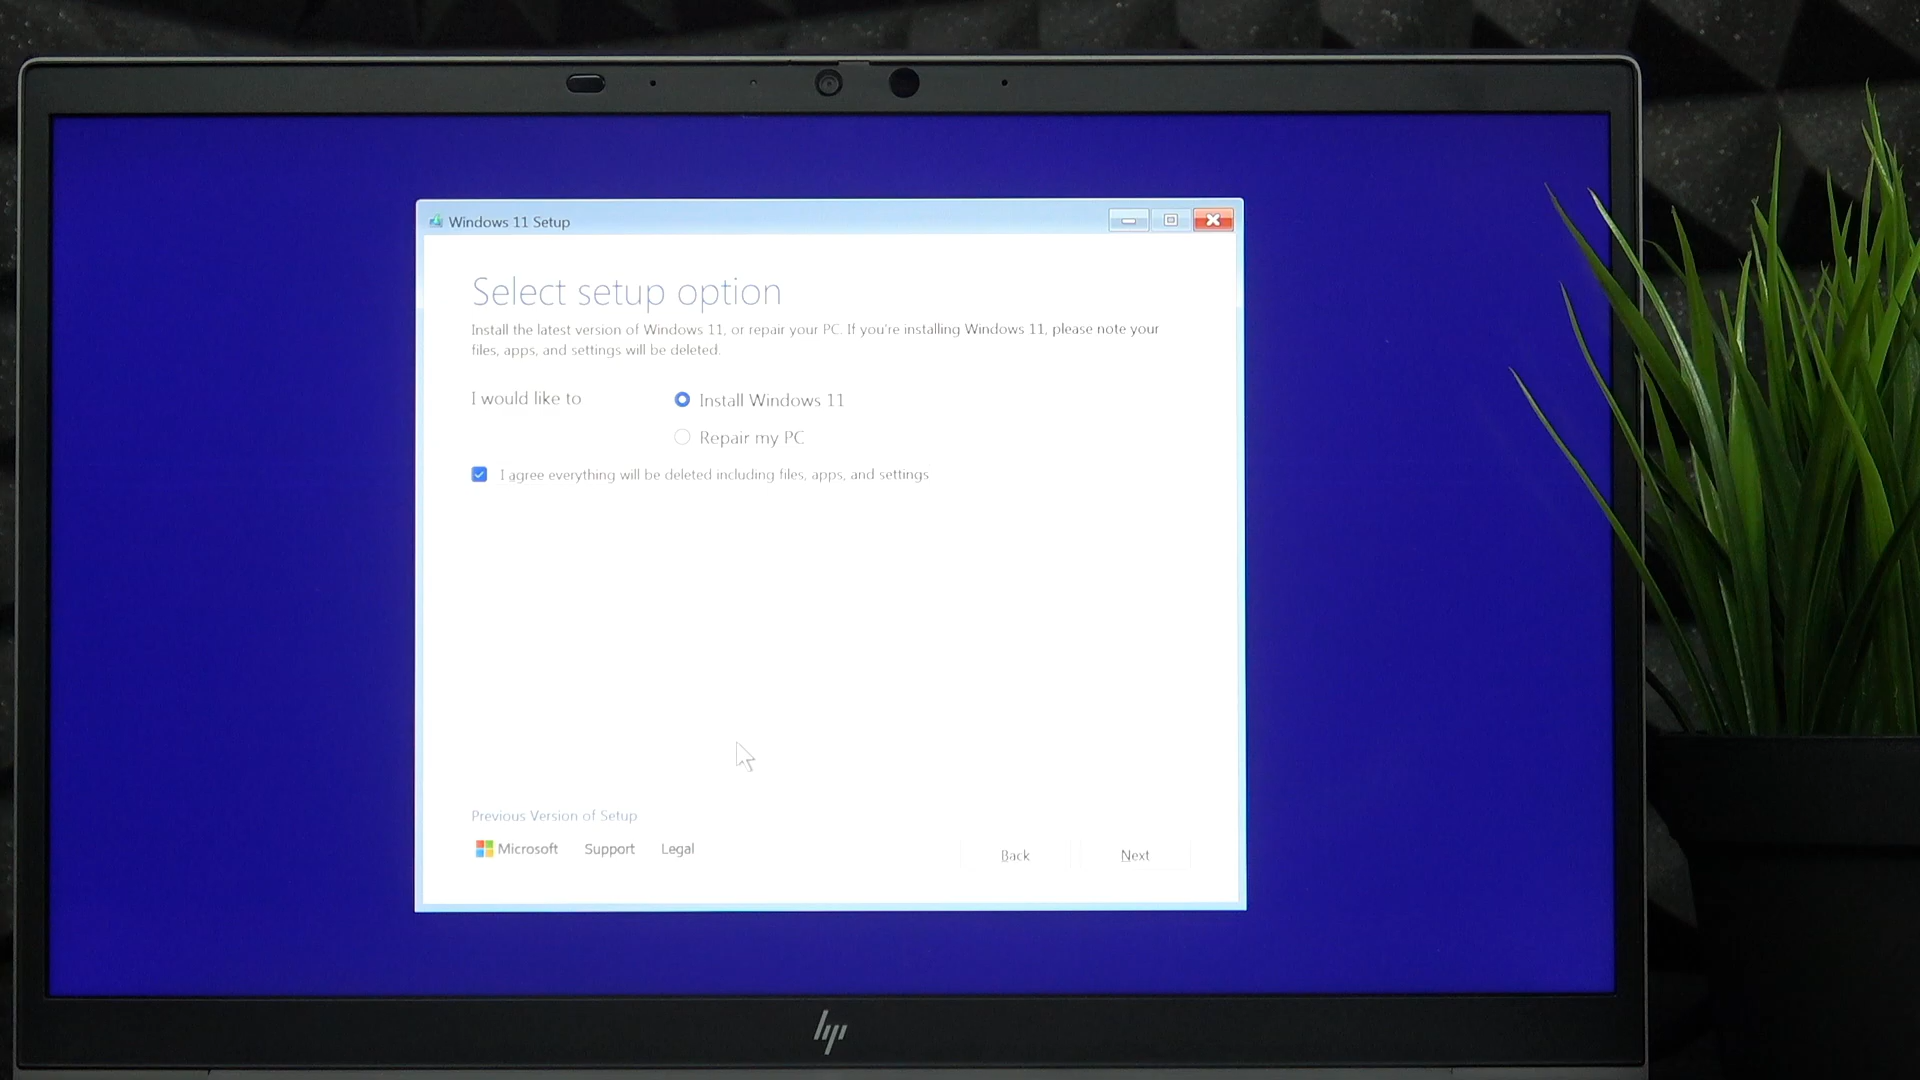 Windows 11 Setup
Select setup option
Install the latest version of Windows 11, or repair your PC. If you're installing Windows 11, please note your
files, apps, and settings will be deleted.
I would like to
Install Windows 11
Repair my PC
I agree everything will be deleted including files, apps, and settings
Previous Version of Setup
Microsoft Support Legal
Back Next
hp